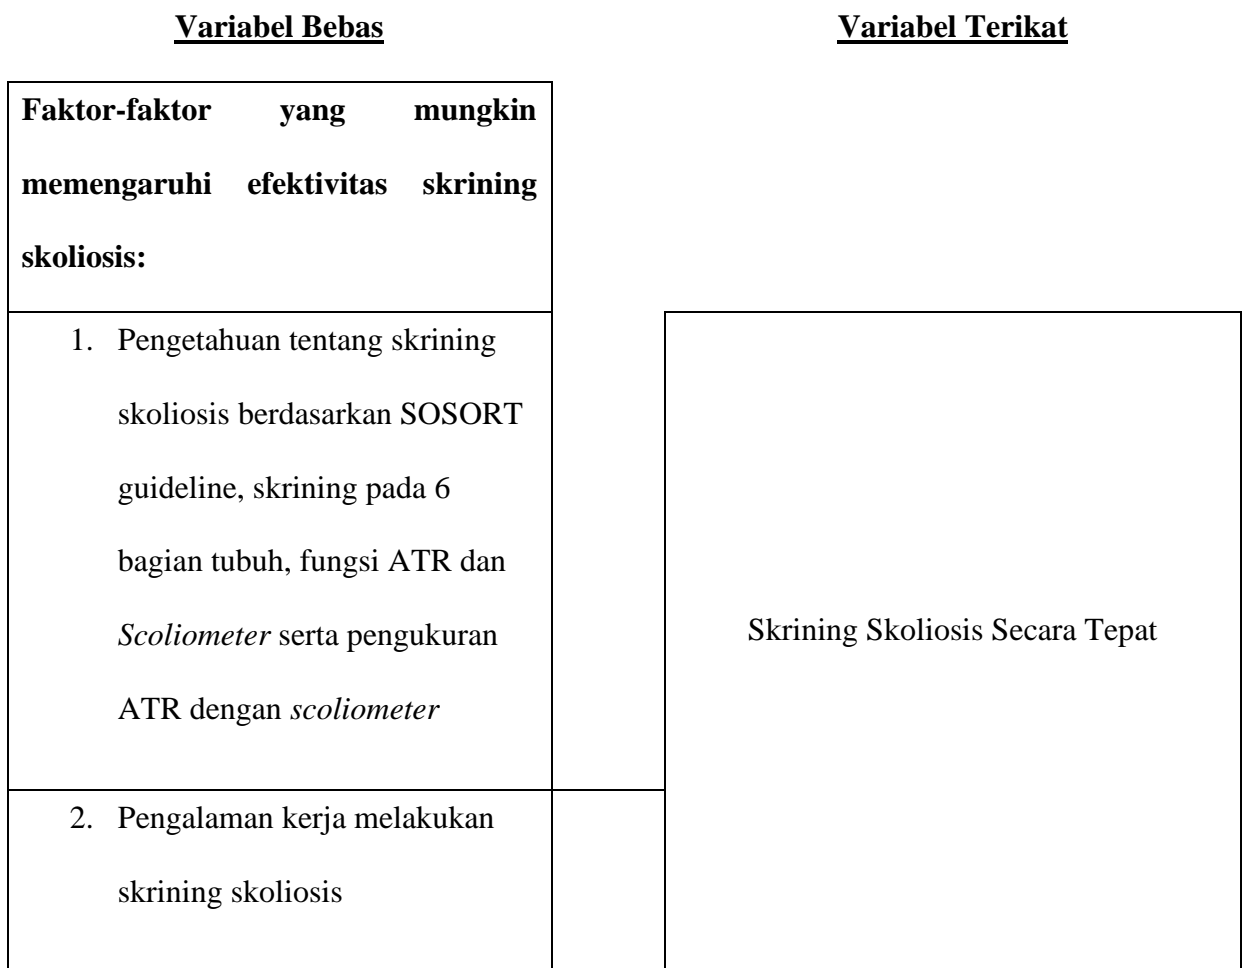 Variabel Bebas
Variabel Terikat
Faktor-faktor yang mungkin
memengaruhi efektivitas skrining
skoliosis:
1. Pengetahuan tentang skrining
skoliosis berdasarkan SOSORT
guideline, skrining pada 6
bagian tubuh, fungsi ATR dan
Scoliometer serta pengukuran
ATR dengan scoliometer
2. Pengalaman kerja melakukan
skrining skoliosis
Skrining Skoliosis Secara Tepat